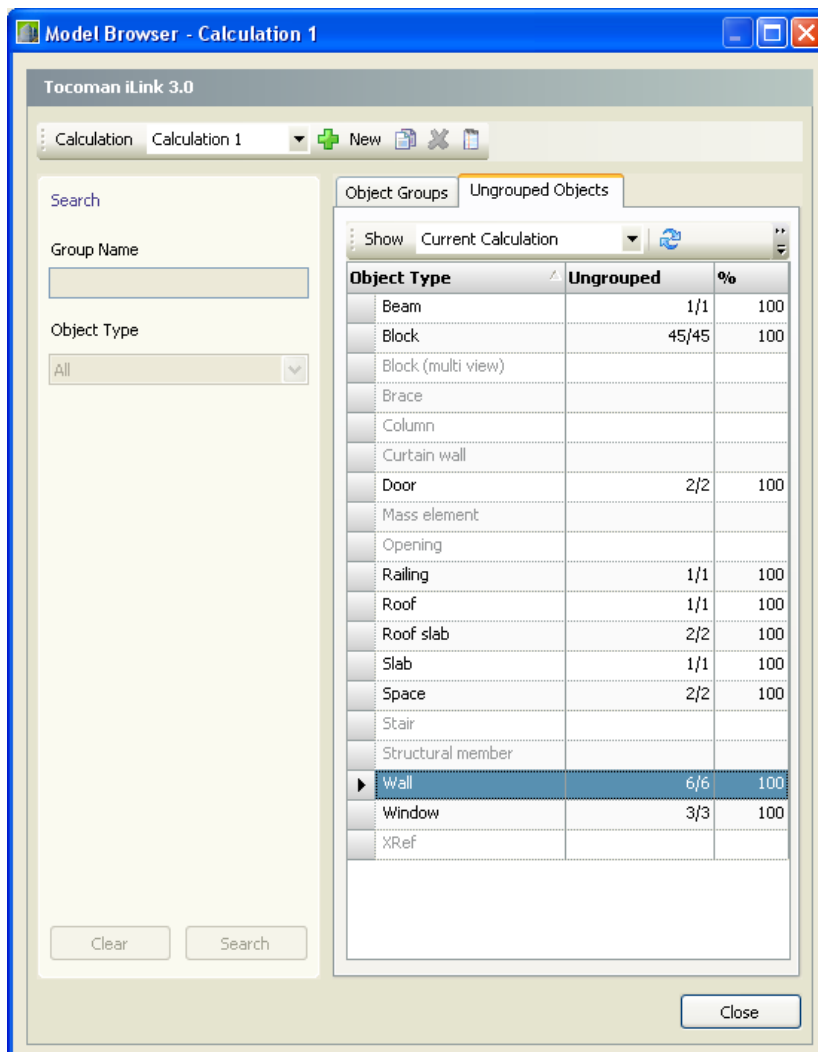 Model Browser - Calculation 1
Tocoman iLink 3.0
Calculation Calculation 1 New
Search
Group Name
Object Type
All
Clear Search
Object Groups Ungrouped Objects
Show Current Calculation
Object Type Ungrouped %
Beam 1/1 100
Block 45/45 100
Block (multi view)
Brace
Column
Curtain wall
Door 2/2 100
Mass element
Opening
Railing 1/1 100
Roof 1/1 100
Roof slab 2/2 100
Slab 1/1 100
Space 2/2 100
Stair
Structural member
Wall 6/6 100
Window 3/3 100
XRef
Close